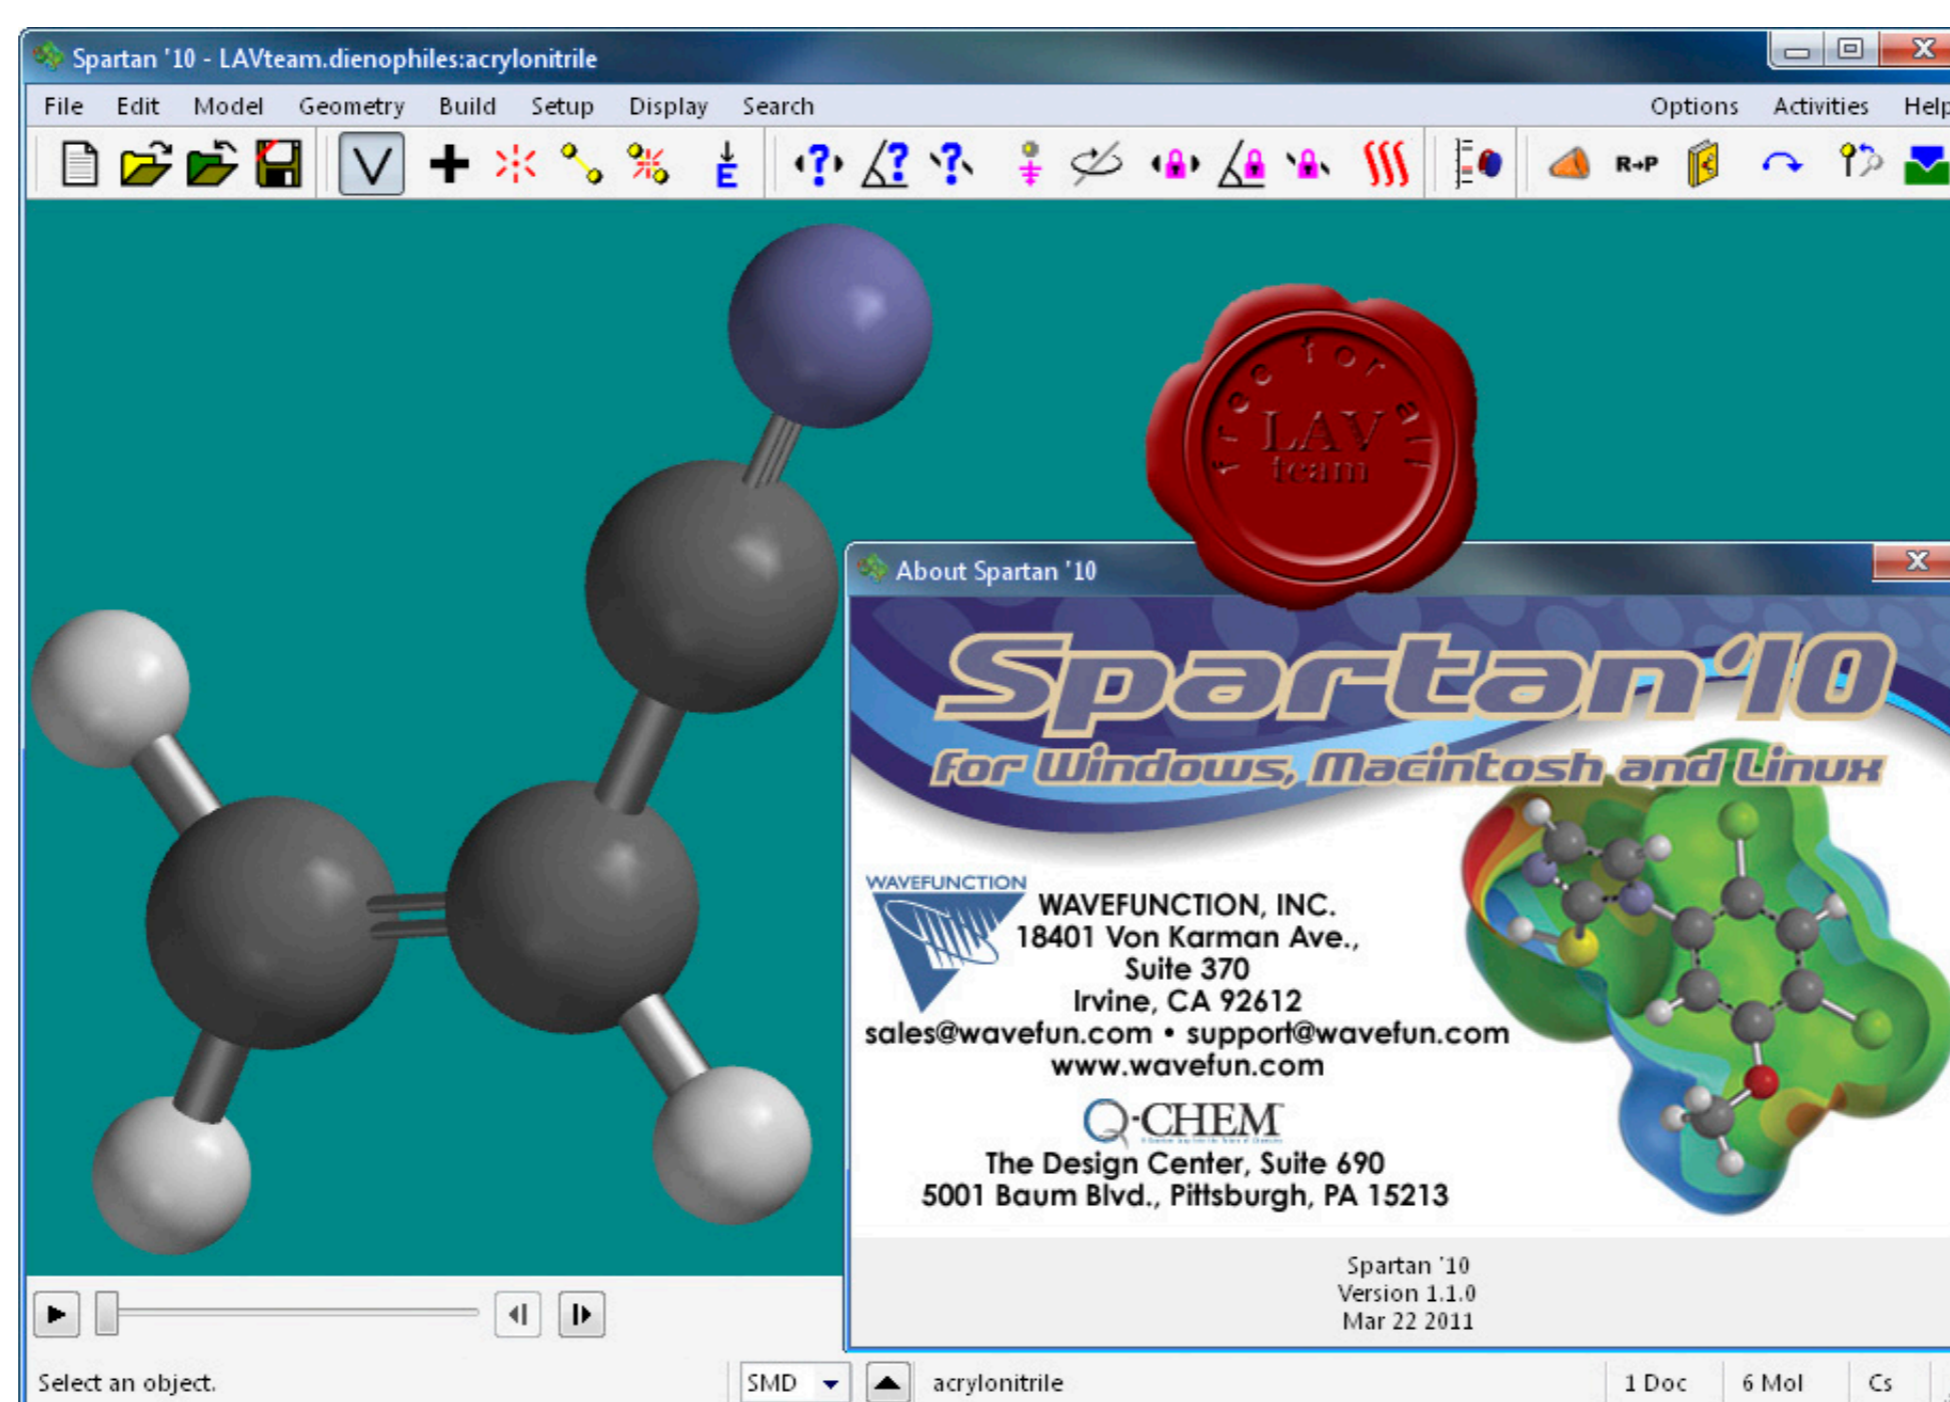 Spartan '10 - LAVteam.dienophiles:acrylonitrile
File Edit Model Geometry Build Setup Display Search Options Activities Help
V E ? ? ? R→P
free for all
LAV
team
About Spartan '10
Spartan '10
for Windows, Macintosh and Linux
WAVEFUNCTION
WAVEFUNCTION, INC.
18401 Von Karman Ave.,
Suite 370
Irvine, CA 92612
sales@wavefun.com • support@wavefun.com
www.wavefun.com
Q-CHEM
The Design Center, Suite 690
5001 Baum Blvd., Pittsburgh, PA 15213
Spartan '10
Version 1.1.0
Mar 22 2011
Select an object. SMD acrylonitrile 1 Doc 6 Mol Cs